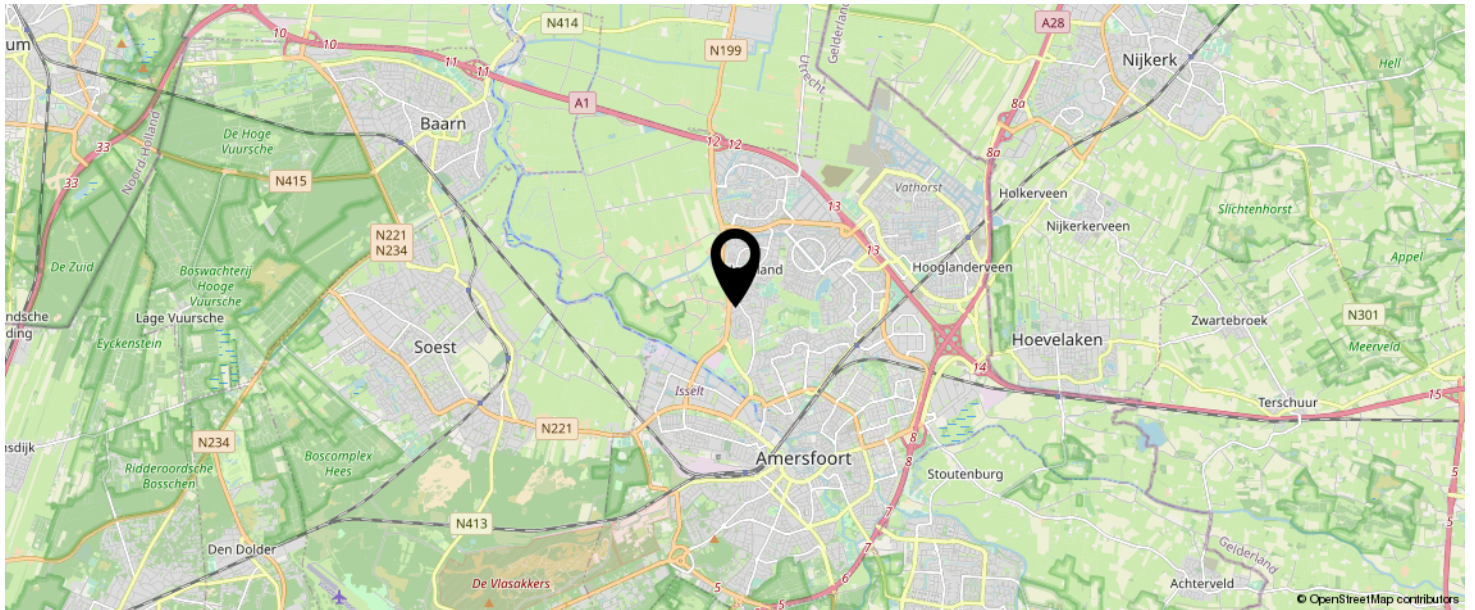 N414
A28
10
10
N199
Gelderland
Utrecht
Nijkerk
Hell
11
11
A1
8a
Baarn
De Hoge
Vuursche
Noord-Holland
33
33
N415
12
12
8a
Vathorst
Holkerveen
Slichtenhorst
13
Nijkerkerveen
N221
N234
13
Appel
De Zuid
Boswachterij
Hooge
Vuursche
Hooglanderveen
Lage Vuursche
Eyckenstein
Zwartebroek
N301
Soest
Hoevelaken
Meerveld
14
Isselt
15
Terschuur
N221
N234
8
Boscomplex
Hees
Amersfoort
8
Ridderoordsche
Bosschen
Stoutenburg
5
7
N413
5
Den Dolder
7
Gelderland
De Vlasakkers
5
6
Achterveld
© OpenStreetMap contributors